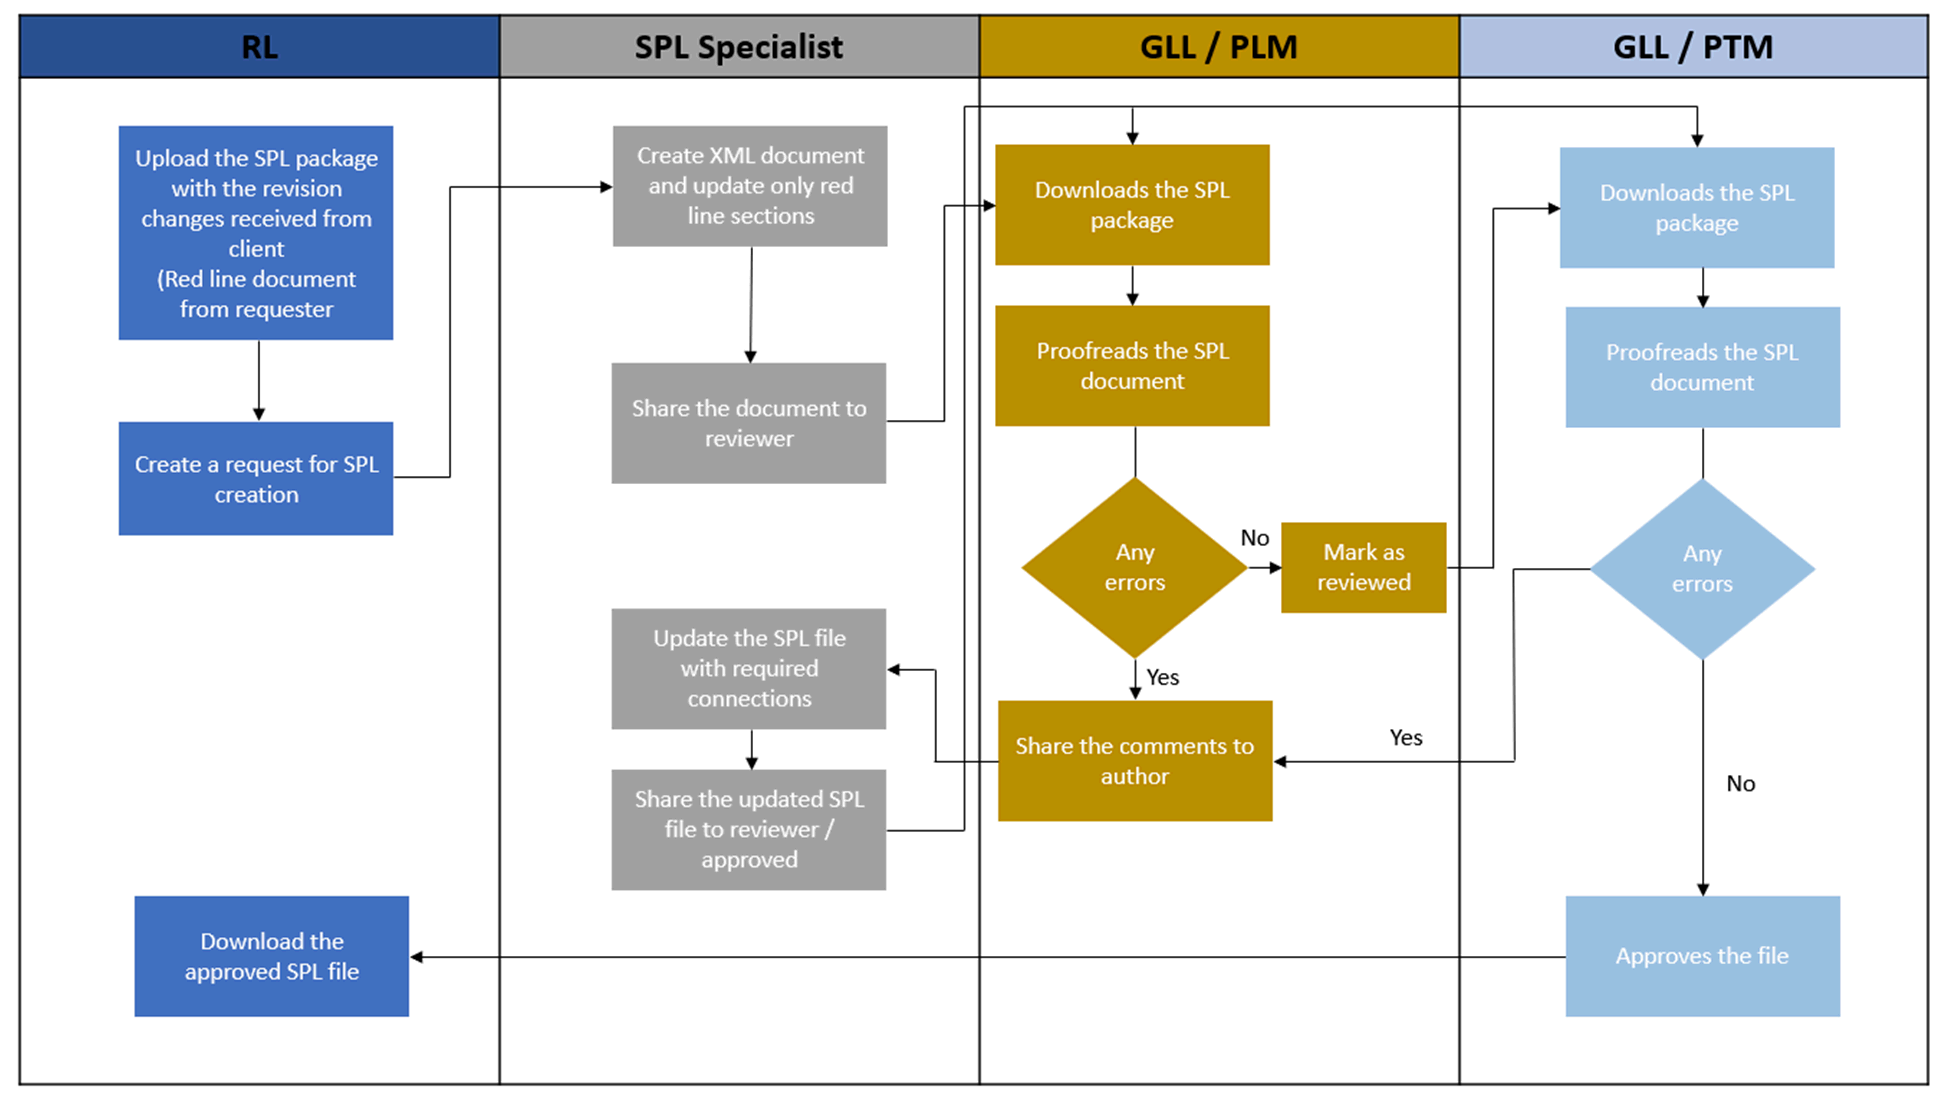 RL
SPL Specialist
GLL / PLM
GLL / PTM
Upload the SPL package
with the revision
changes received from
client
(Red line document
from requester
Create a request for SPL
creation
Download the
approved SPL file
Create XML document
and update only red
line sections
Share the document to
reviewer
Update the SPL file
with required
connections
Share the updated SPL
file to reviewer /
approved
Downloads the SPL
package
Proofreads the SPL
document
Any
errors
No
Mark as
reviewed
Yes
Share the comments to
author
Downloads the SPL
package
Proofreads the SPL
document
Any
errors
Yes
No
Approves the file